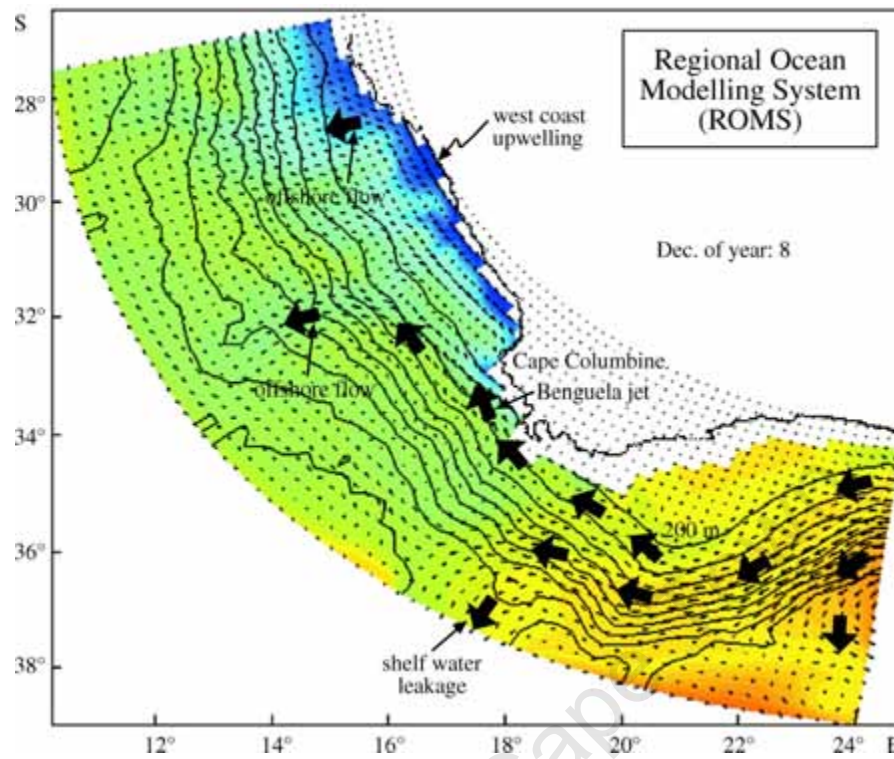 S
Regional Ocean
Modelling System
(ROMS)
28°
west coast
upwelling
30°
offshore flow
Dec. of year: 8
32°
Cape Columbine.
offshore flow
Benguela jet
34°
200 m
36°
shelf water
leakage
38°
12° 14° 16° 18° 20° 22° 24° E
Cape